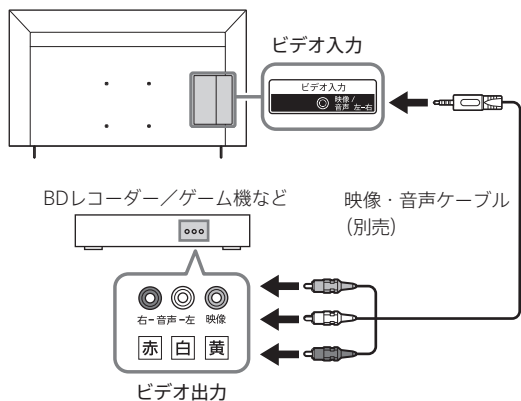 ビデオ入力
ビデオ入力
映像/
音声 左-右
BDレコーダー/ゲーム機など
映像・音声ケーブル
(別売)
右-音声-左 映像
赤 白 黄
ビデオ出力